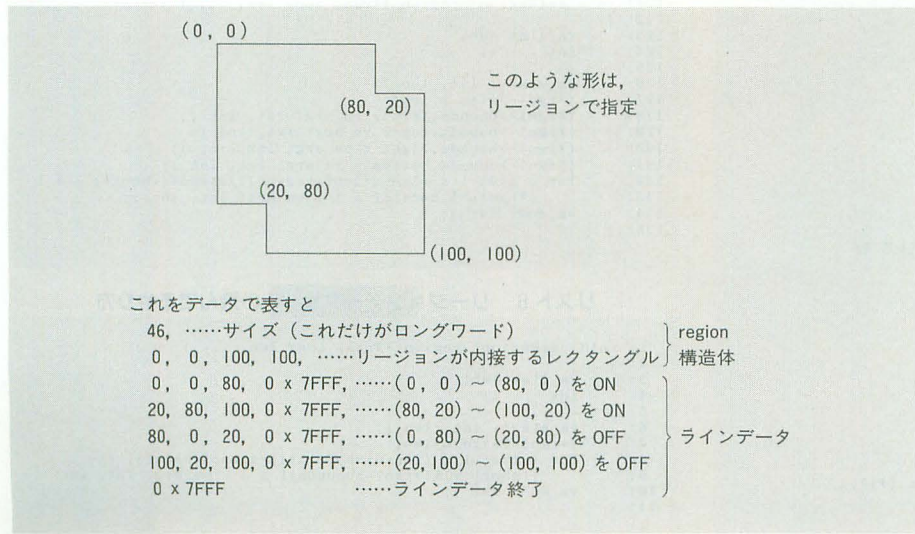 (0, 0)
このような形は，
リージョンで指定
(80, 20)
(20, 80)
(100, 100)
これをデータで表すと
46, ……サイズ（これだけがロングワード）
0, 0, 100, 100, ……リージョンが内接するレクタングル
region
構造体
0, 0, 80, 0 x 7FFF, ……(0, 0) ～ (80, 0) を ON
20, 80, 100, 0 x 7FFF, ……(80, 20) ～ (100, 20) を ON
80, 0, 20, 0 x 7FFF, ……(0, 80) ～ (20, 80) を OFF
100, 20, 100, 0 x 7FFF, ……(20, 100) ～ (100, 100) を OFF
0 x 7FFF ……ラインデータ終了
ラインデータ